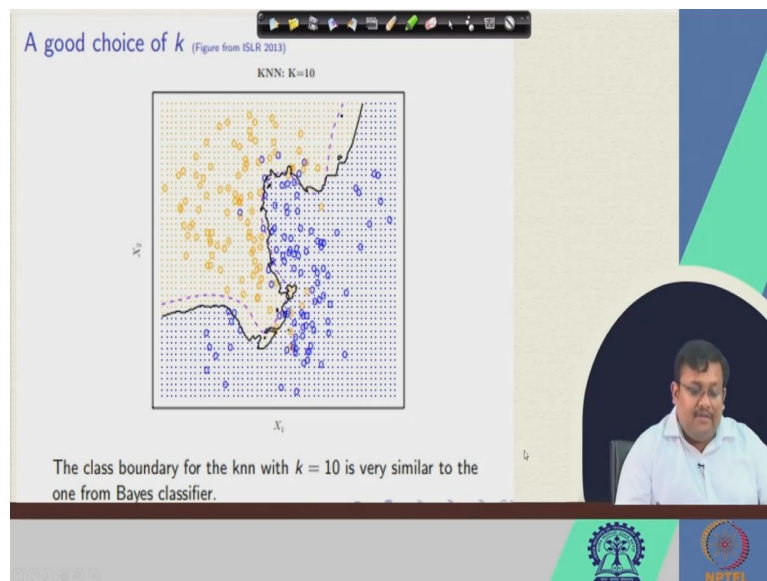 A good choice of k (Figure from ISLR 2013)
KNN: K=10
X₂
X₁
The class boundary for the knn with k = 10 is very similar to the
one from Bayes classifier.
NPTEL